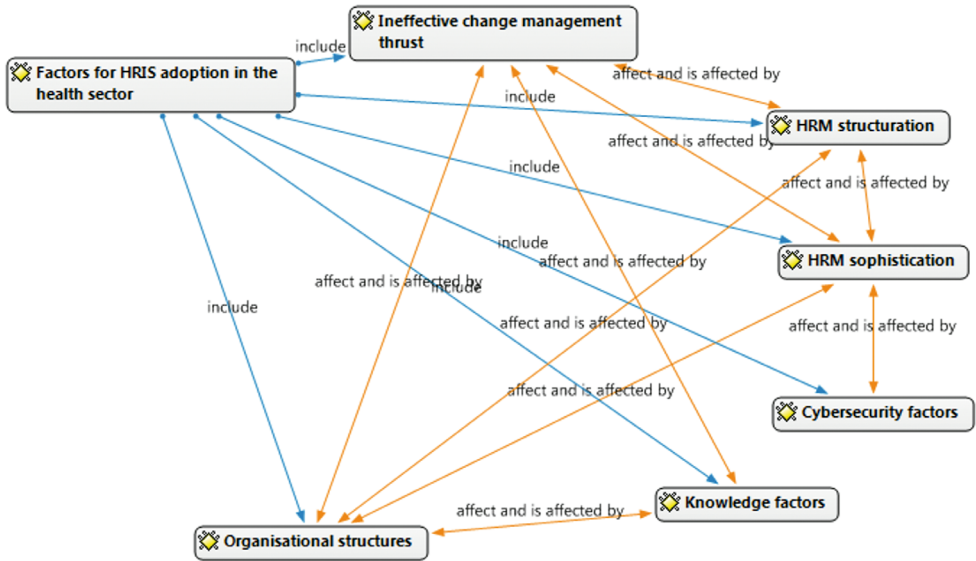 Ineffective change management
thrust
include
Factors for HRIS adoption in the
health sector
affect and is affected by
include
HRM structuration
affect and is affected by
include
affect and is affected by
include
affect and is affected by
HRM sophistication
affect and is affected by
include
include
affect and is affected by
affect and is affected by
affect and is affected by
Cybersecurity factors
Knowledge factors
affect and is affected by
Organisational structures